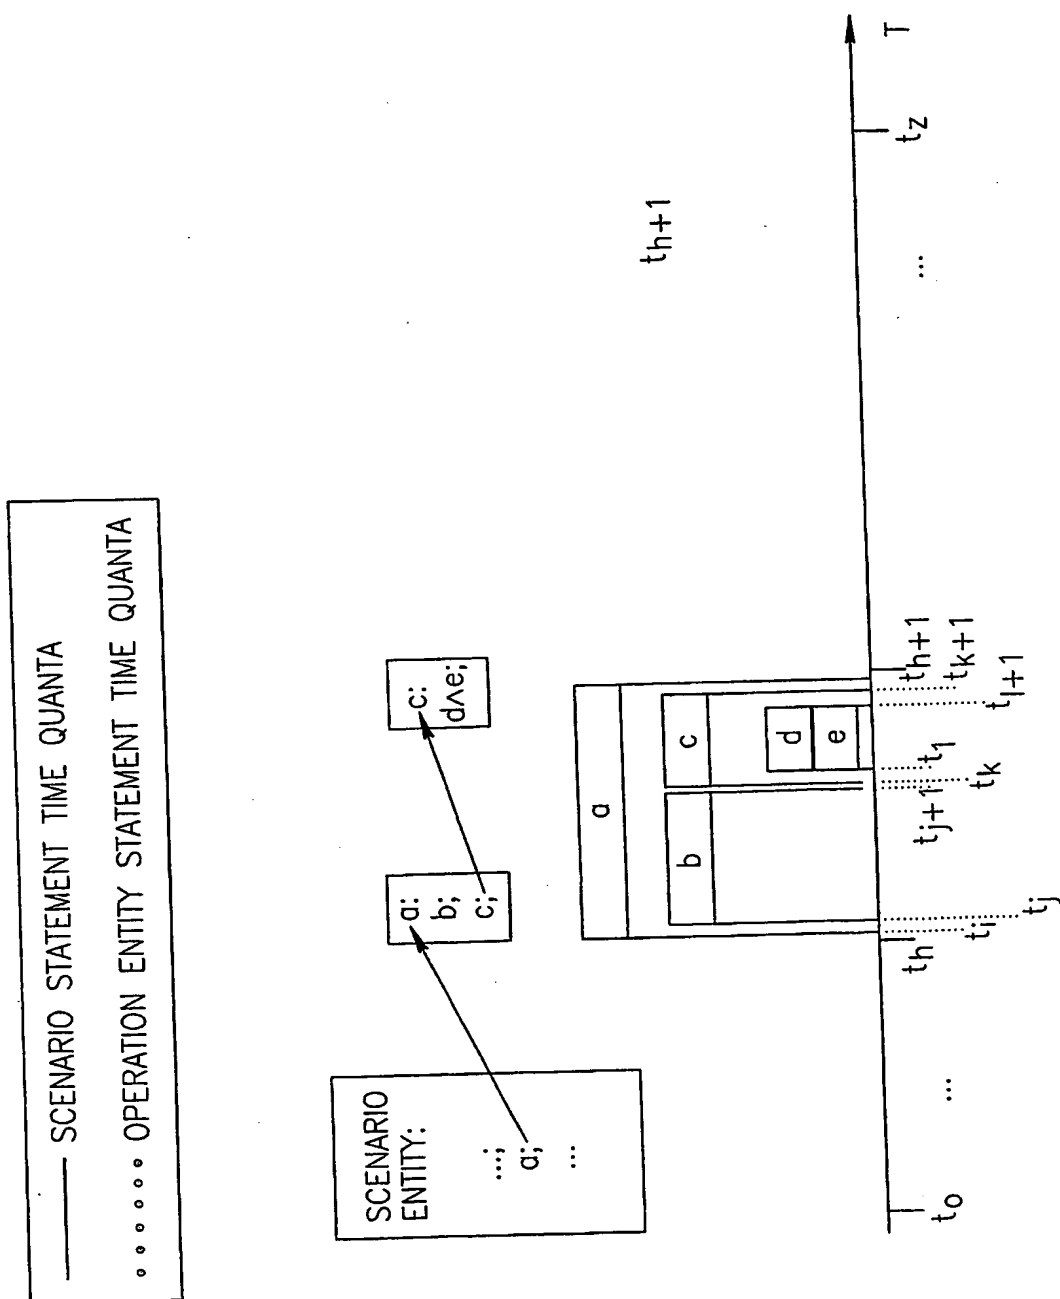 SCENARIO STATEMENT TIME QUANTA
OPERATION ENTITY STATEMENT TIME QUANTA
SCENARIO
ENTITY:
...;
a;
...
a:
b;
c;
c:
d∧e;
th+1
a
b
c
d
e
t0
...
th
ti
tj
tj+1
tk
t1
tl+1
tk+1
th+1
...
tz
T